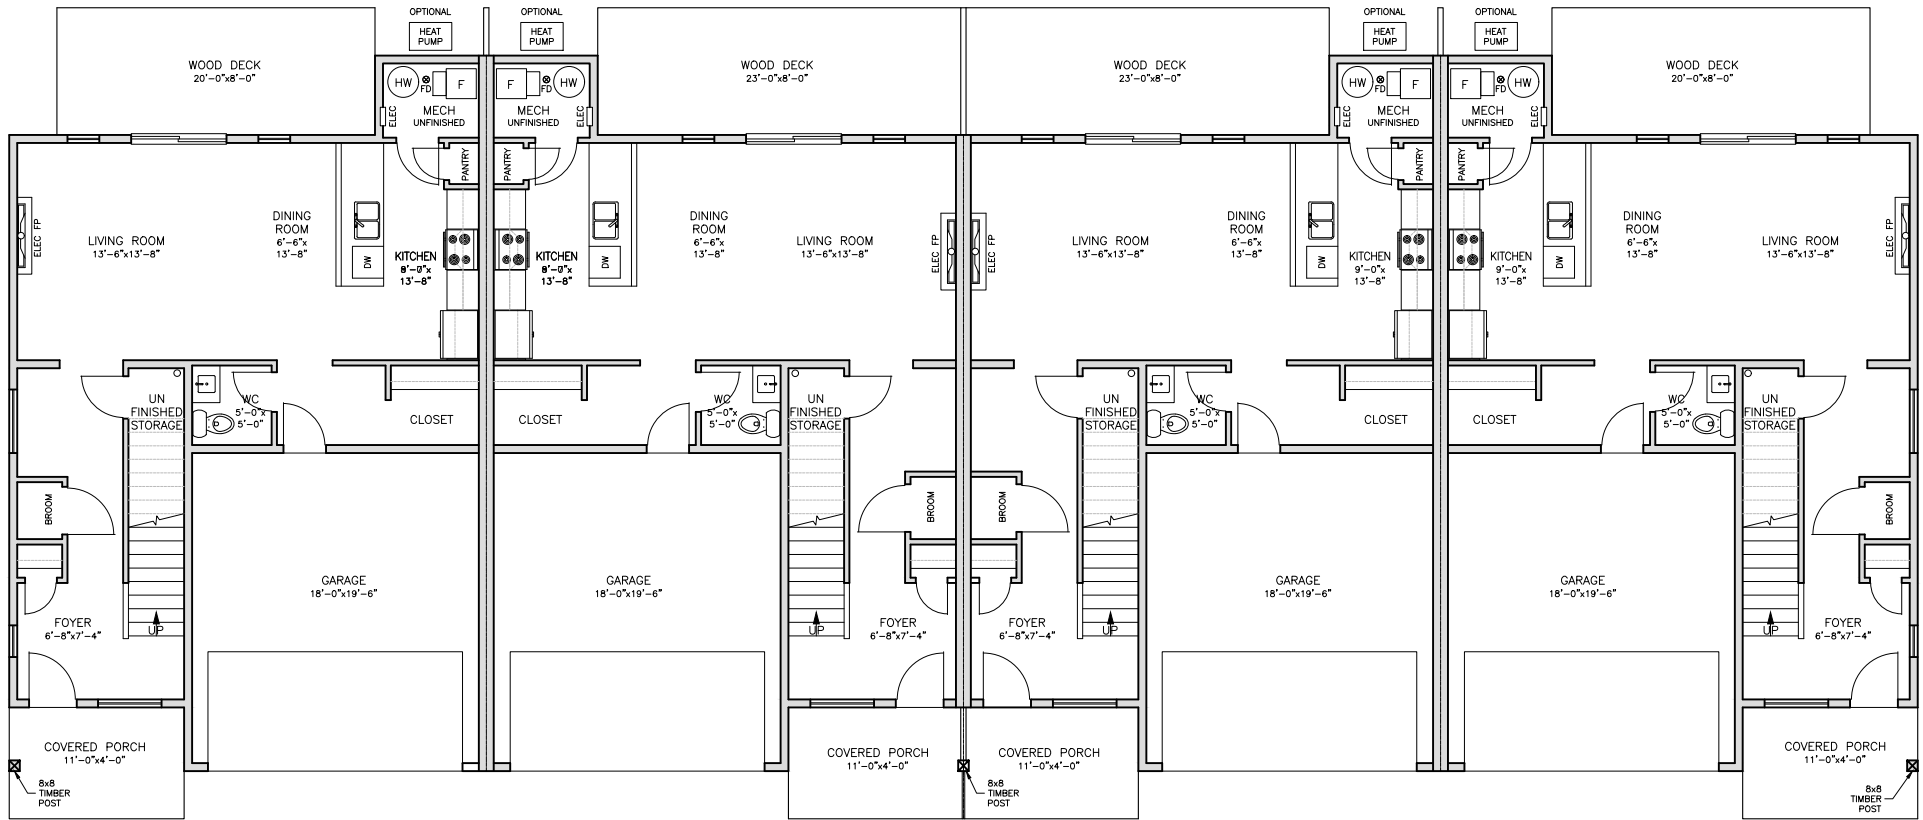 OPTIONAL
HEAT
PUMP
OPTIONAL
HEAT
PUMP
OPTIONAL
HEAT
PUMP
OPTIONAL
HEAT
PUMP
WOOD DECK
20'-0"x8'-0"
WOOD DECK
23'-0"x8'-0"
WOOD DECK
23'-0"x8'-0"
WOOD DECK
20'-0"x8'-0"
HW
FD
F
F
FD
HW
HW
FD
F
F
FD
HW
ELEC
MECH
UNFINISHED
MECH
UNFINISHED
ELEC
ELEC
MECH
UNFINISHED
MECH
UNFINISHED
ELEC
PANTRY
PANTRY
PANTRY
PANTRY
ELEC FP
LIVING ROOM
13'-6"x13'-8"
DINING
ROOM
6'-6"x
13'-8"
DW
KITCHEN
13'-8"
KITCHEN
13'-8"
DW
DINING
ROOM
6'-6"x
13'-8"
LIVING ROOM
13'-6"x13'-8"
ELEC FP
ELEC FP
LIVING ROOM
13'-6"x13'-8"
DINING
ROOM
6'-6"x
13'-8"
DW
KITCHEN
9'-0"x
13'-8"
KITCHEN
9'-0"x
13'-8"
DW
DINING
ROOM
6'-6"x
13'-8"
LIVING ROOM
13'-6"x13'-8"
ELEC FP
UN
FINISHED
STORAGE
WC
5'-0"x
5'-0"
CLOSET
CLOSET
WC
5'-0"x
5'-0"
UN
FINISHED
STORAGE
UN
FINISHED
STORAGE
WC
5'-0"x
5'-0"
CLOSET
CLOSET
WC
5'-0"x
5'-0"
UN
FINISHED
STORAGE
BROOM
BROOM
BROOM
BROOM
GARAGE
18'-0"x19'-6"
GARAGE
18'-0"x19'-6"
GARAGE
18'-0"x19'-6"
GARAGE
18'-0"x19'-6"
FOYER
6'-8"x7'-4"
UP
UP
FOYER
6'-8"x7'-4"
FOYER
6'-8"x7'-4"
UP
UP
FOYER
6'-8"x7'-4"
COVERED PORCH
11'-0"x4'-0"
COVERED PORCH
11'-0"x4'-0"
COVERED PORCH
11'-0"x4'-0"
COVERED PORCH
11'-0"x4'-0"
8x8
TIMBER
POST
8x8
TIMBER
POST
8x8
TIMBER
POST